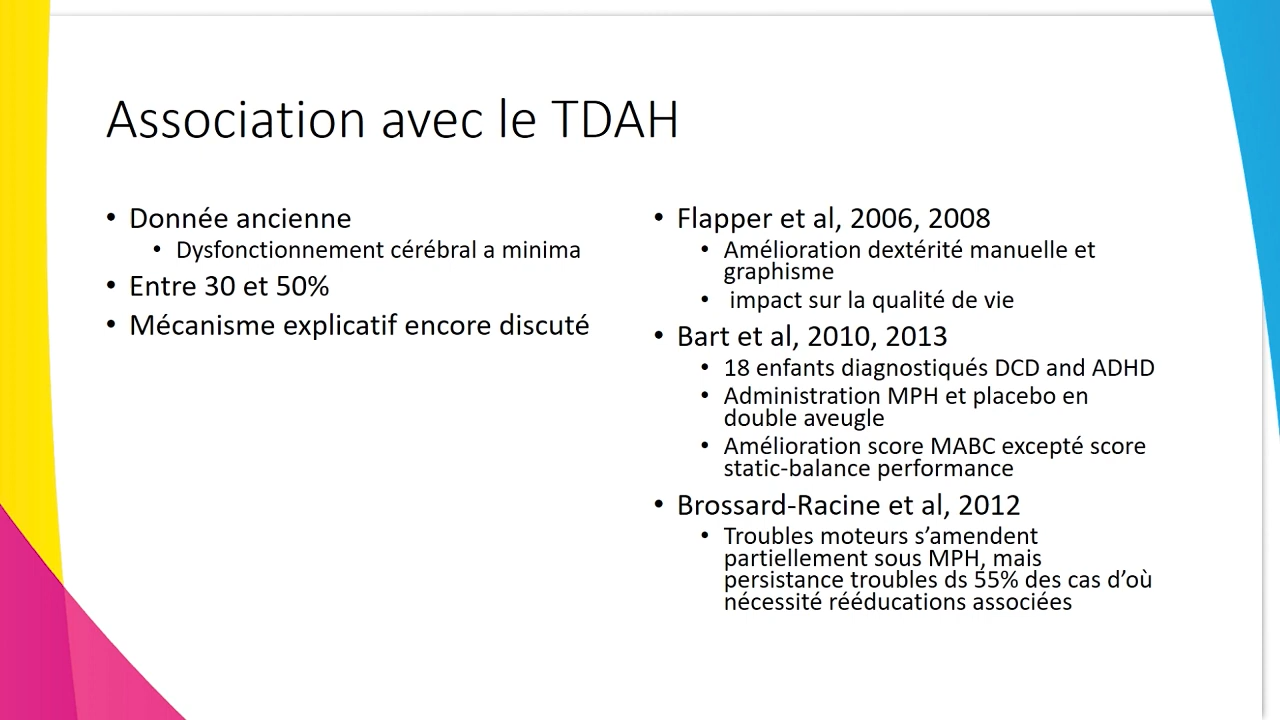 Association avec le TDAH
• Donnée ancienne
• Dysfonctionnement cérébral a minima
• Entre 30 et 50%
• Mécanisme explicatif encore discuté
• Flapper et al, 2006, 2008
• Amélioration dextérité manuelle et
graphisme
• impact sur la qualité de vie
• Bart et al, 2010, 2013
• 18 enfants diagnostiqués DCD and ADHD
• Administration MPH et placebo en
double aveugle
• Amélioration score MABC excepté score
static-balance performance
• Brossard-Racine et al, 2012
• Troubles moteurs s’amendent
partiellement sous MPH, mais
persistance troubles ds 55% des cas d’où
nécessité rééducations associées